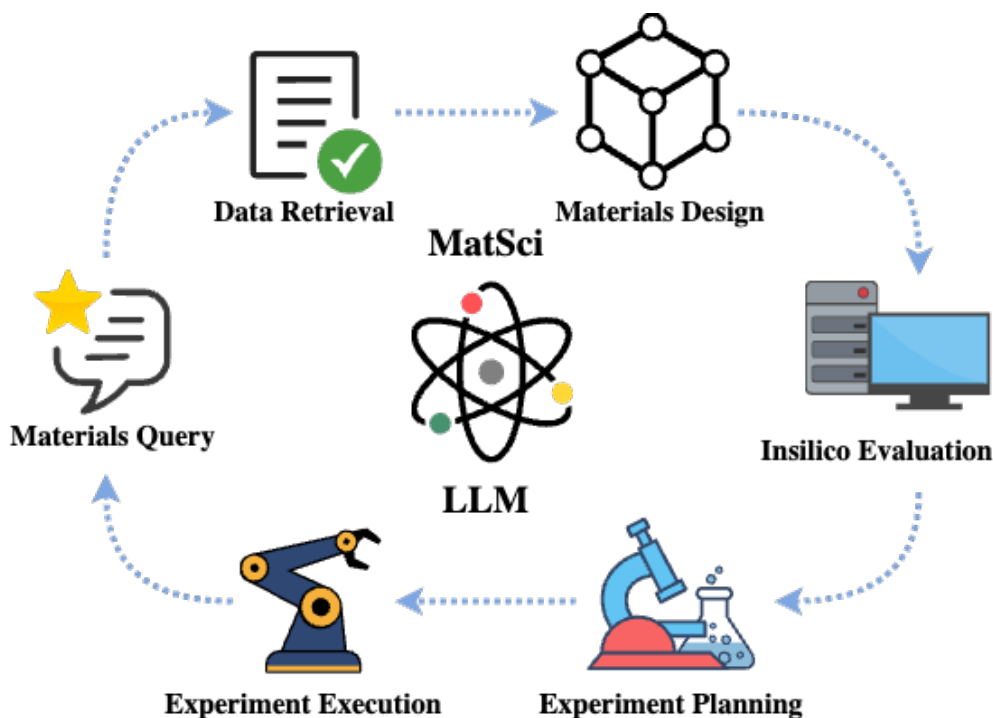 Data Retrieval
Materials Design
MatSci
Materials Query
Insilico Evaluation
LLM
Experiment Execution
Experiment Planning